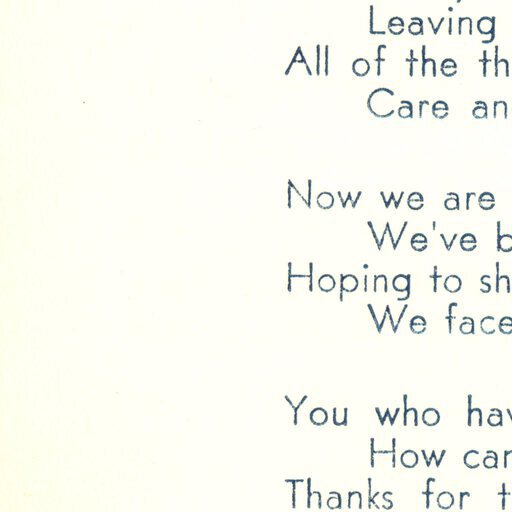 Leaving
All of the th
Care an

Now we are
We've b
Hoping to sh
We face

You who hav
How can
Thanks for t